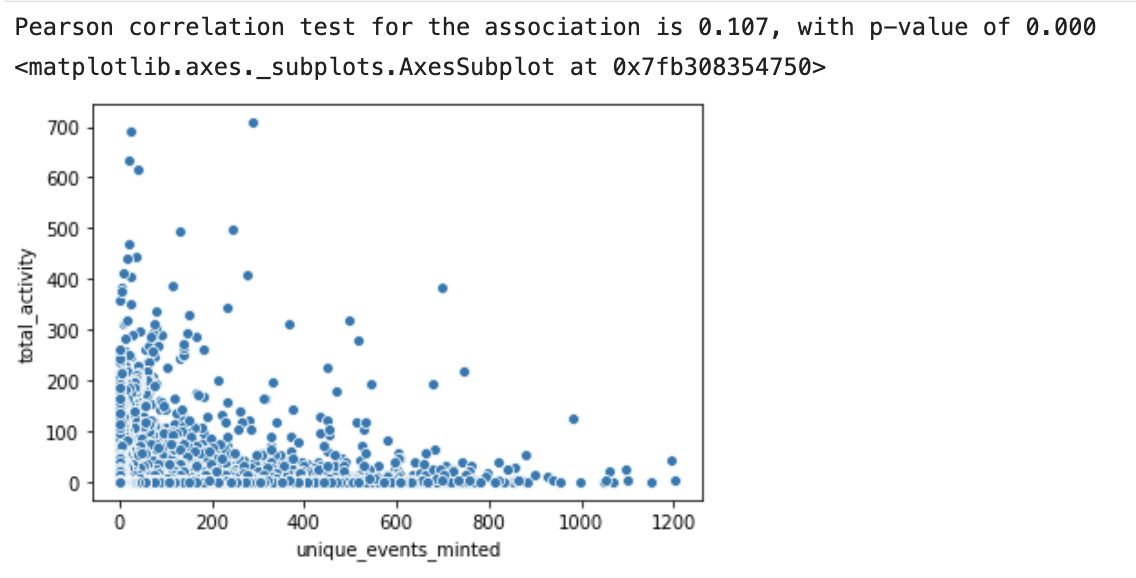 Pearson correlation test for the association is 0.107, with p-value of 0.000
<matplotlib.axes._subplots.AxesSubplot at 0x7fb308354750>
700
600
500
400
300
200
100
0
total_activity
0 200 400 600 800 1000 1200
unique_events_minted